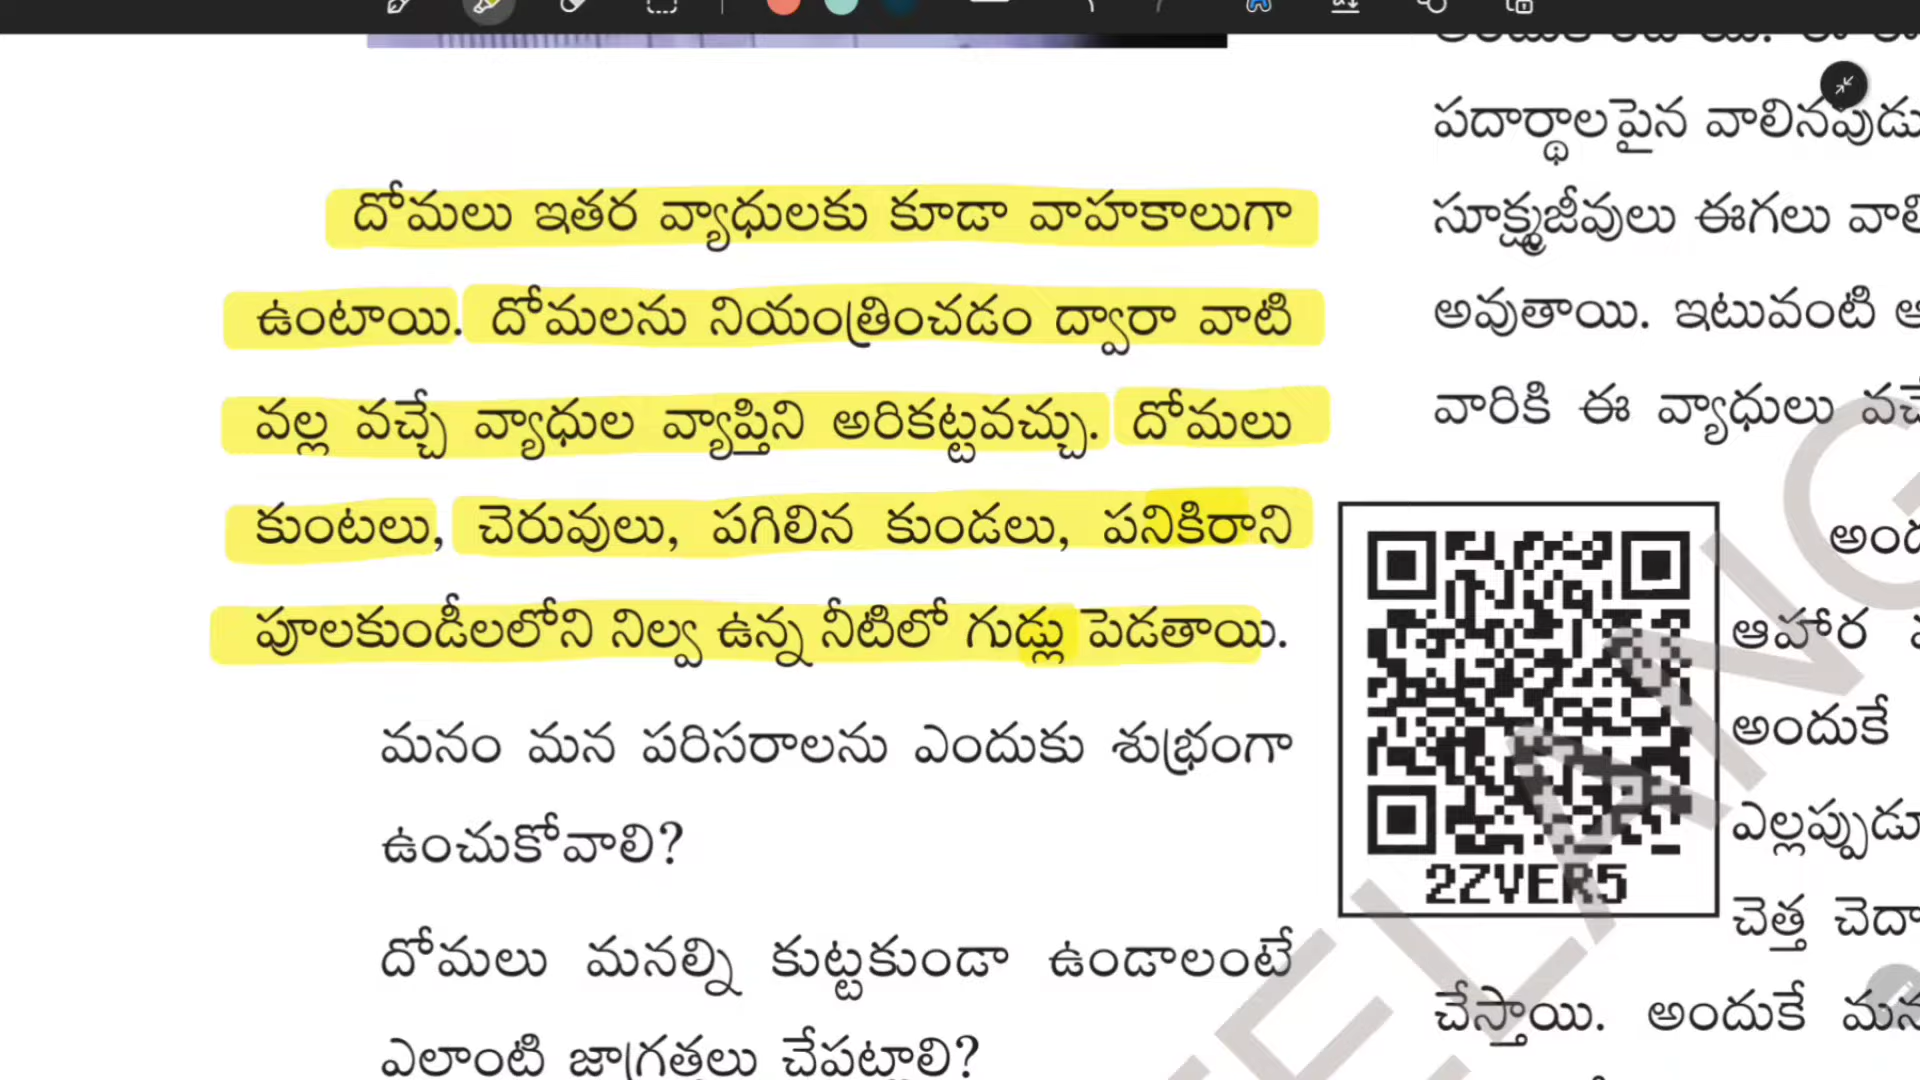 దోమలు ఇతర వ్యాధులకు కూడా వాహకాలుగా
ఉంటాయి. దోమలను నియంత్రించడం ద్వారా వాటి
వల్ల వచ్చే వ్యాధుల వ్యాప్తిని అరికట్టవచ్చు. దోమలు
కుంటలు, చెరువులు, పగిలిన కుండలు, పనికిరాని
పూలకుండీలలోని నిల్వ ఉన్న నీటిలో గుడ్లు పెడతాయి.
మనం మన పరిసరాలను ఎందుకు శుభ్రంగా
ఉంచుకోవాలి?
దోమలు మనల్ని కుట్టకుండా ఉండాలంటే
ఎలాంటి జాగ్రత్తలు చేపట్టాలి?
పదార్థాలపైన వాలినపుడు
సూక్ష్మజీవులు ఈగలు
అవుతాయి. ఇటువంటి
వారికి ఈ వ్యాధులు
2ZVER5
ఆహార
అందుకే
ఎల్లప్పుడూ
చెత్త
చేస్తాయి. అందుకే